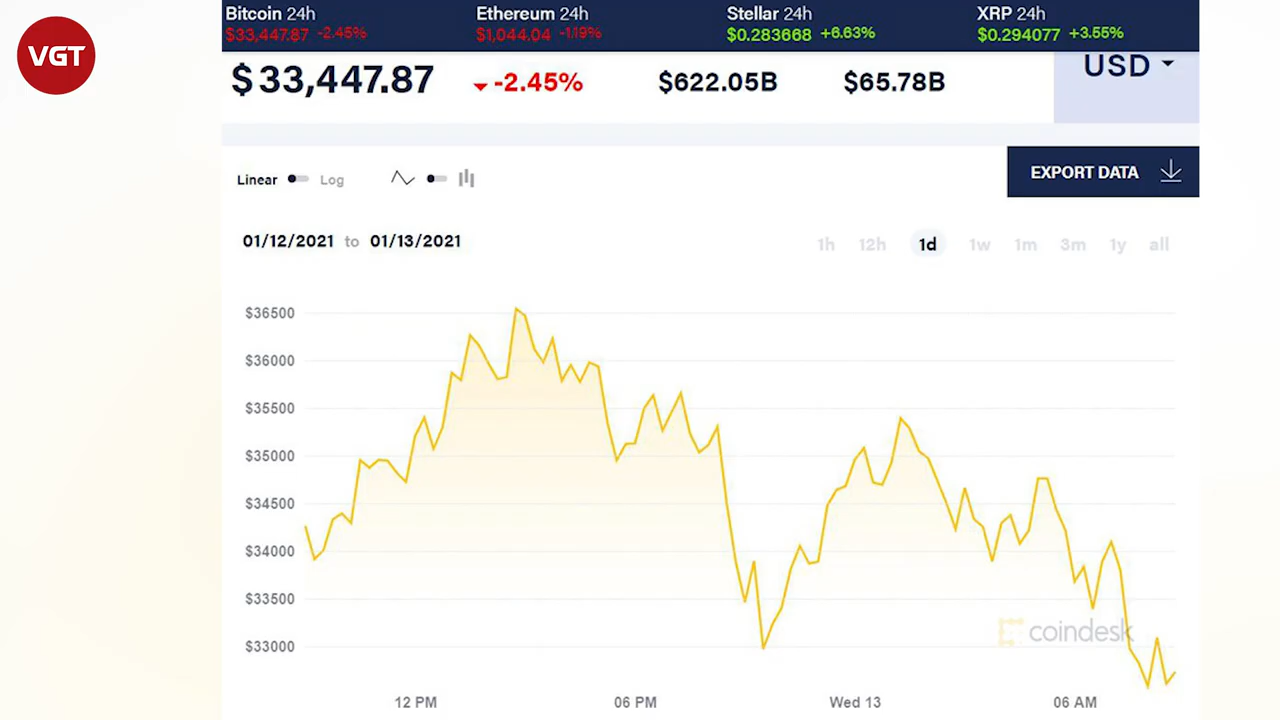 VGT
Bitcoin 24h Ethereum 24h Stellar 24h XRP 24h
$33,447.87 -2.45% $1,044.04 -1.19% $0.283668 +6.63% $0.294077 +3.55%
$33,447.87 -2.45% $622.05B $65.78B USD
Linear Log EXPORT DATA
01/12/2021 to 01/13/2021 1h 12h 1d 1w 1m 3m 1y all
$36500
$36000
$35500
$35000
$34500
$34000
$33500
coindesk
$33000
12 PM 06 PM Wed 13 06 AM